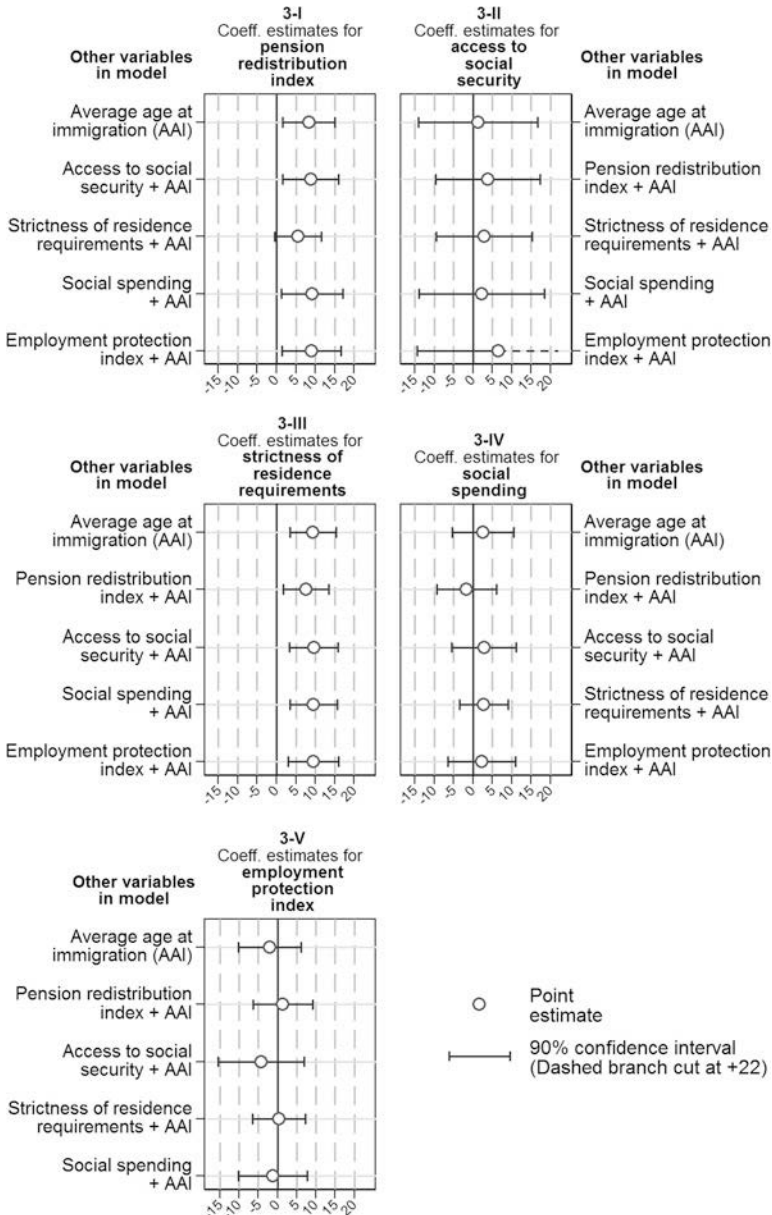 3-I
Coeff. estimates for
pension
redistribution
index
Other variables
in model
Average age at
immigration (AAI)
Access to social
security + AAI
Strictness of residence
requirements + AAI
Social spending
+ AAI
Employment protection
index + AAI
-15 -10 -5 0 5 10 15 20
3-II
Coeff. estimates for
access to
social
security
Other variables
in model
Average age at
immigration (AAI)
Pension redistribution
index + AAI
Strictness of residence
requirements + AAI
Social spending
+ AAI
Employment protection
index + AAI
-15 -10 -5 0 5 10 15 20
3-III
Coeff. estimates for
strictness of
residence
requirements
Other variables
in model
Average age at
immigration (AAI)
Pension redistribution
index + AAI
Access to social
security + AAI
Social spending
+ AAI
Employment protection
index + AAI
-15 -10 -5 0 5 10 15 20
3-IV
Coeff. estimates for
social
spending
Other variables
in model
Average age at
immigration (AAI)
Pension redistribution
index + AAI
Access to social
security + AAI
Strictness of residence
requirements + AAI
Employment protection
index + AAI
-15 -10 -5 0 5 10 15 20
3-V
Coeff. estimates for
employment
protection
index
Other variables
in model
Average age at
immigration (AAI)
Pension redistribution
index + AAI
Access to social
security + AAI
Strictness of residence
requirements + AAI
Social spending
+ AAI
-15 -10 -5 0 5 10 15 20
Point
estimate
90% confidence interval
(Dashed branch cut at +22)